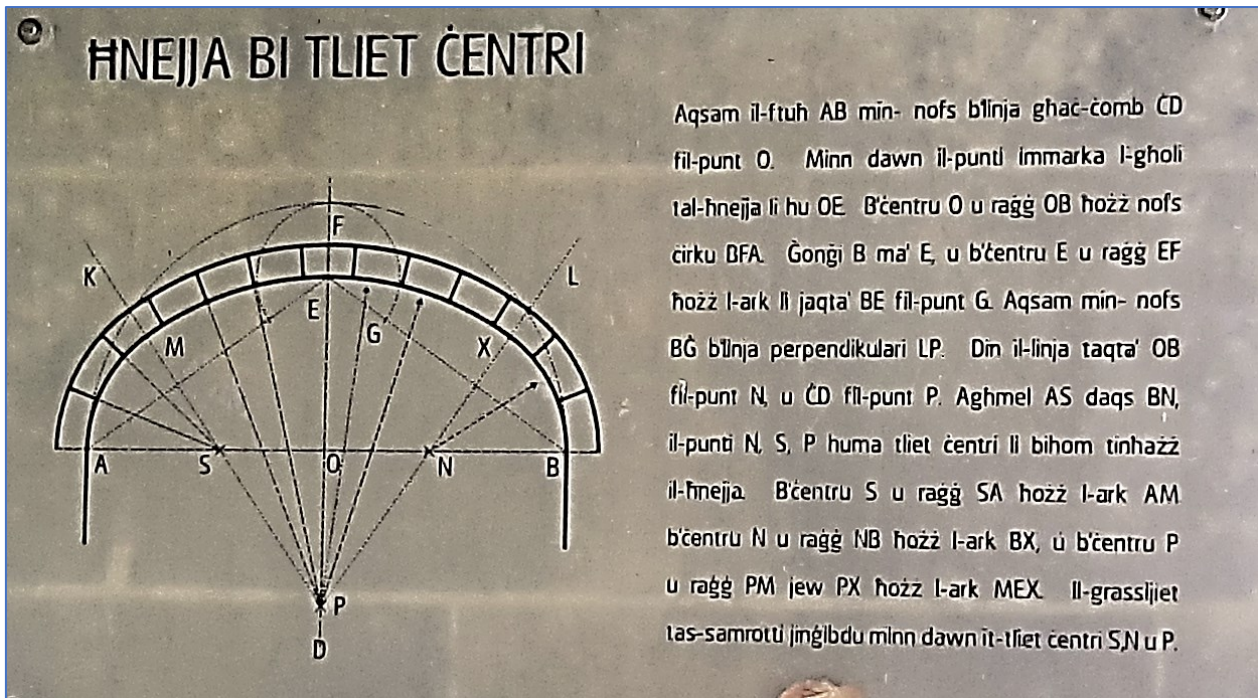 ĦNEJJA BI TLIET ĊENTRI
Aqsam il-ftuħ AB min- nofs b'linja għaċ-ċomb ĊD
fil-punt O. Minn dawn il-punti immarka l-għoli
tal-ħnejja li hu OE. B'ċentru O u raġġ OB ħożż nofs
ċirku BFA. Ġonġi B ma' E, u b'ċentru E u raġġ EF
ħożż l-ark li jaqta' BE fil-punt G. Aqsam min- nofs
BĠ b'linja perpendikulari LP. Din il-linja taqta' OB
fil-punt N, u ĊD fil-punt P. Agħmel AS daqs BN,
il-punti N, S, P huma tliet ċentri li bihom tinħażż
il-ħnejja. B'ċentru S u raġġ SA ħożż l-ark AM
b'ċentru N u raġġ NB ħożż l-ark BX, u b'ċentru P
u raġġ PM jew PX ħożż l-ark MEX. Il-grassijiet
tas-samrotti jinġibdu minn dawn it-tliet ċentri S,N u P.
F
K
L
E
G
M
X
A
S
O
N
B
P
D